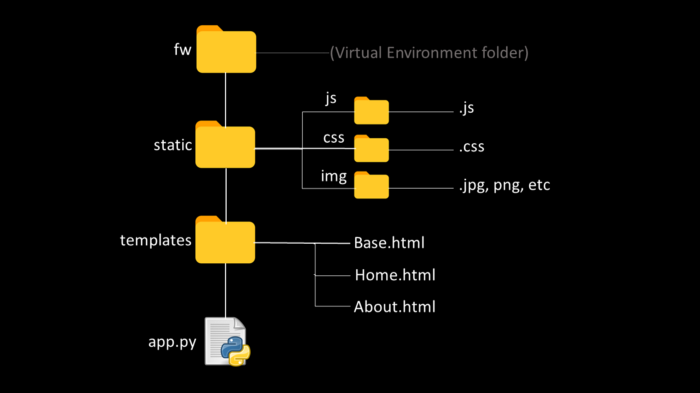 fw (Virtual Environment folder)
js .js
static css .css
img .jpg, png, etc
templates Base.html
Home.html
About.html
app.py